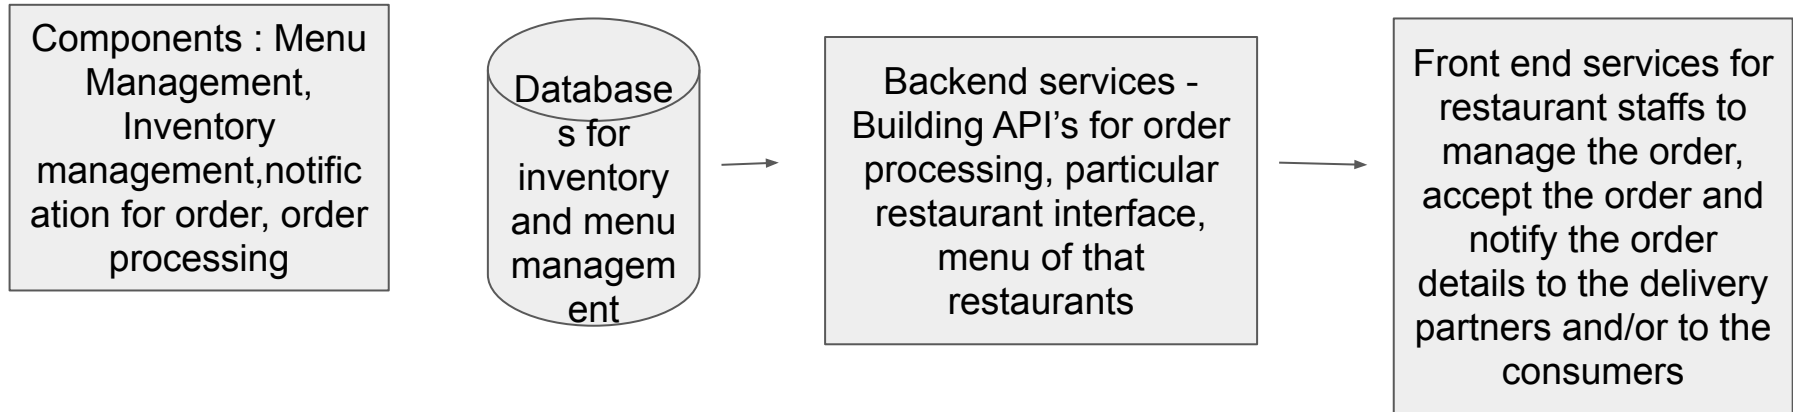 Components : Menu
Management,
Inventory
management,notific
ation for order, order
processing
Database
s for
inventory
and menu
managem
ent
Backend services -
Building API’s for order
processing, particular
restaurant interface,
menu of that
restaurants
Front end services for
restaurant staffs to
manage the order,
accept the order and
notify the order
details to the delivery
partners and/or to the
consumers